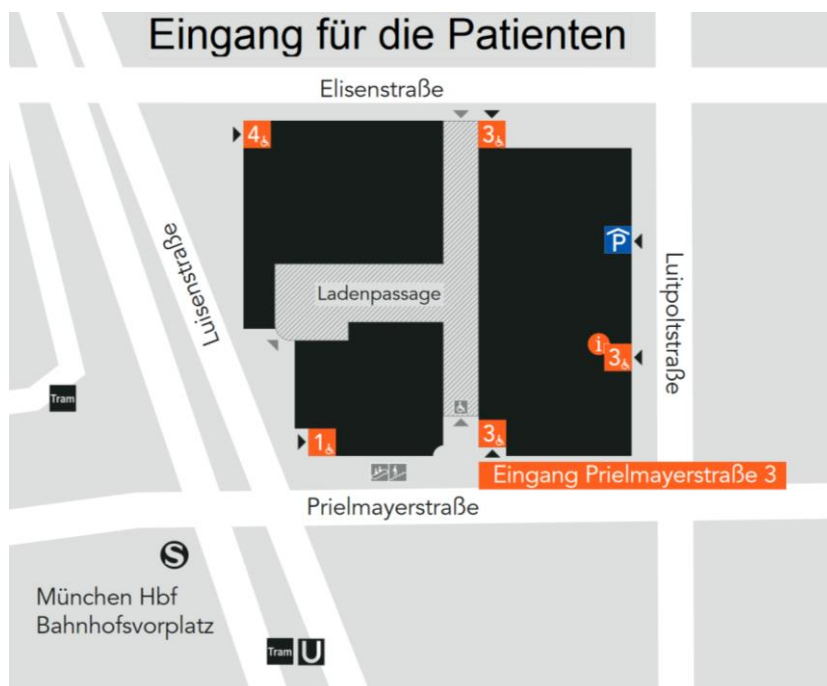 Eingang für die Patienten
Elisenstraße
4
3
P
Luisenstraße
Ladenpassage
Luitpoltstraße
i
3
Tram
1
3
Eingang Prielmayerstraße 3
Prielmayerstraße
S
München Hbf
Bahnhofsvorplatz
Tram U